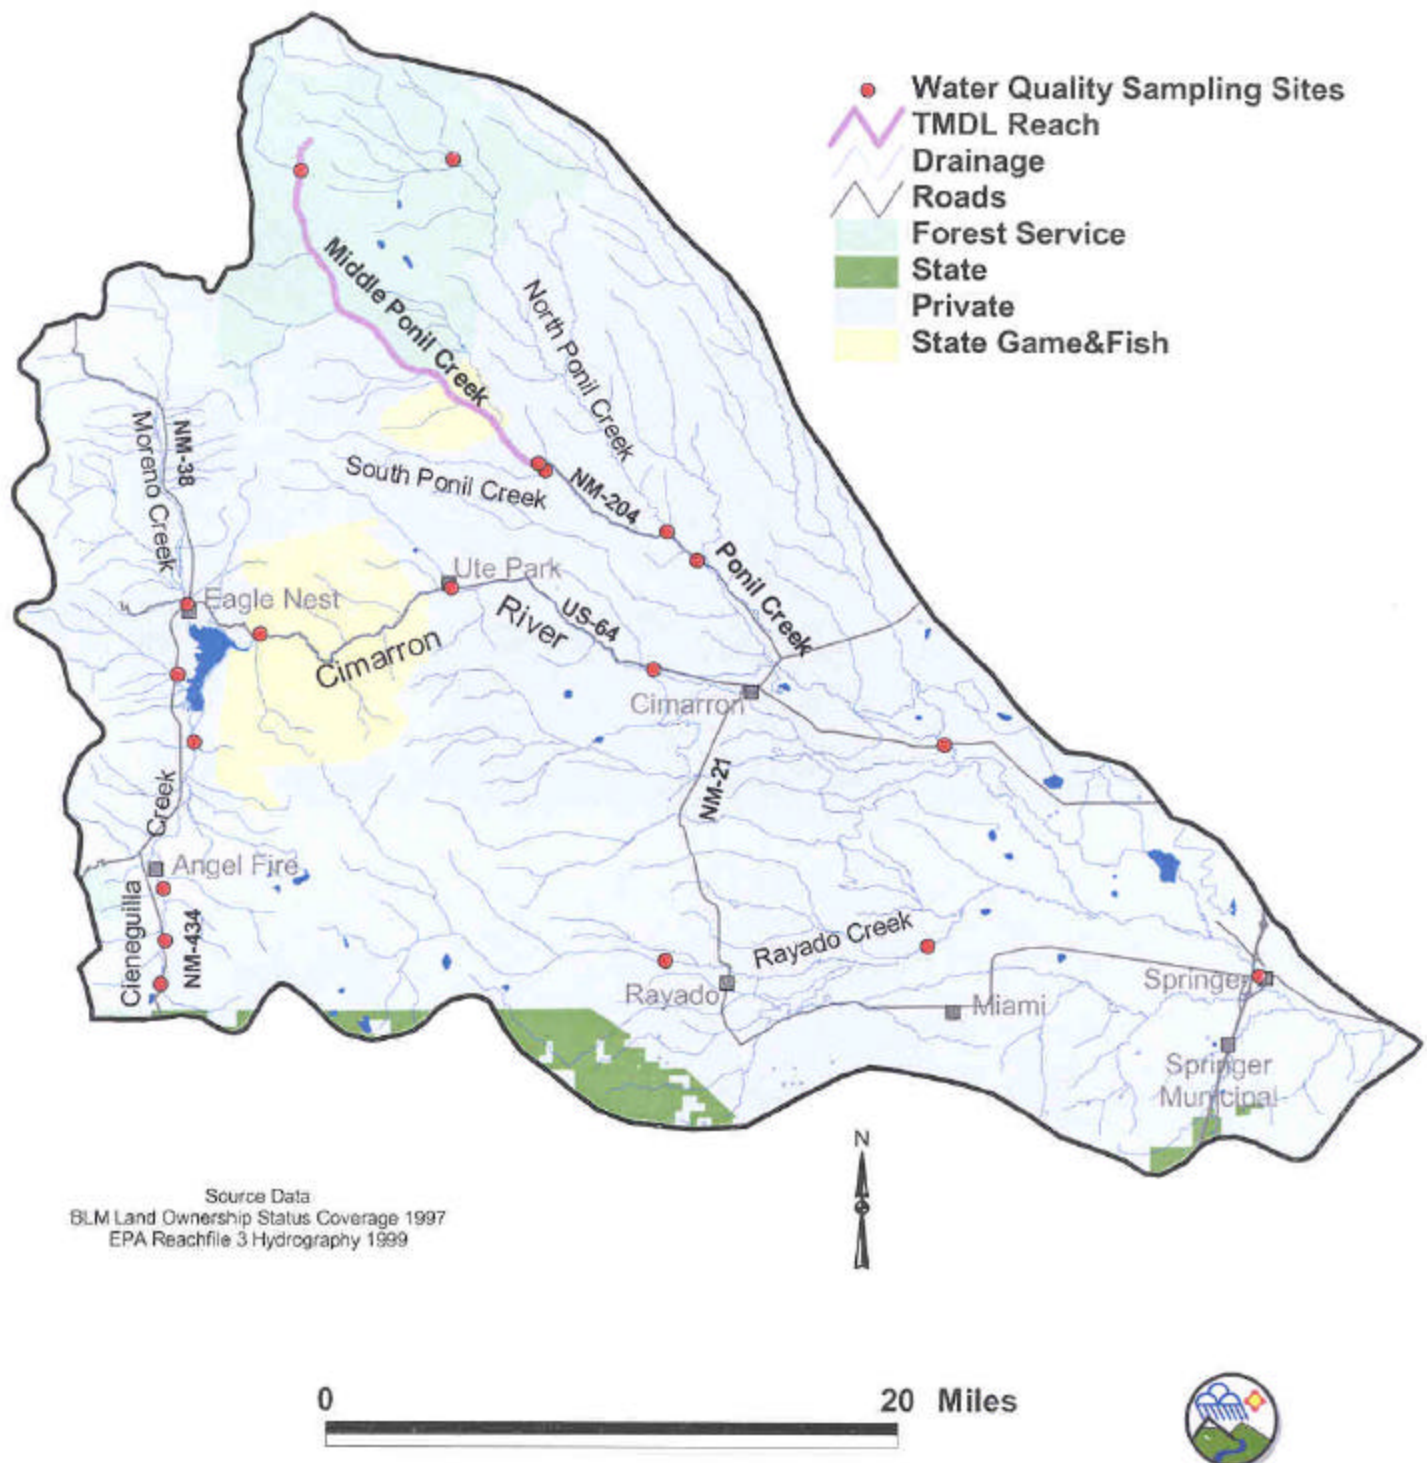 Water Quality Sampling Sites
TMDL Reach
Drainage
Roads
Forest Service
State
Private
State Game&Fish
Middle Ponil Creek
North Ponil Creek
NM-38
Moreno Creek
South Ponil Creek
NM-204
Ponil Creek
Ute Park
Eagle Nest
River
US-64
Cimarron
Cimarron
NM-21
Creek
Angel Fire
Cieneguilla
NM-434
Rayado Creek
Rayado
Miami
Springer
Springer
Municipal
N
Source Data
BLM Land Ownership Status Coverage 1997
EPA Reachfile 3 Hydrography 1999
0 20 Miles